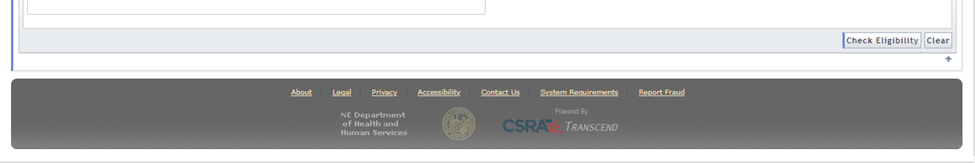 Check Eligibility Clear
About Legal Privacy Accessibility Contact Us System Requirements Report Fraud
NC Department
of Health and
Human Services
Powered By...
CSRA TRANSCEND